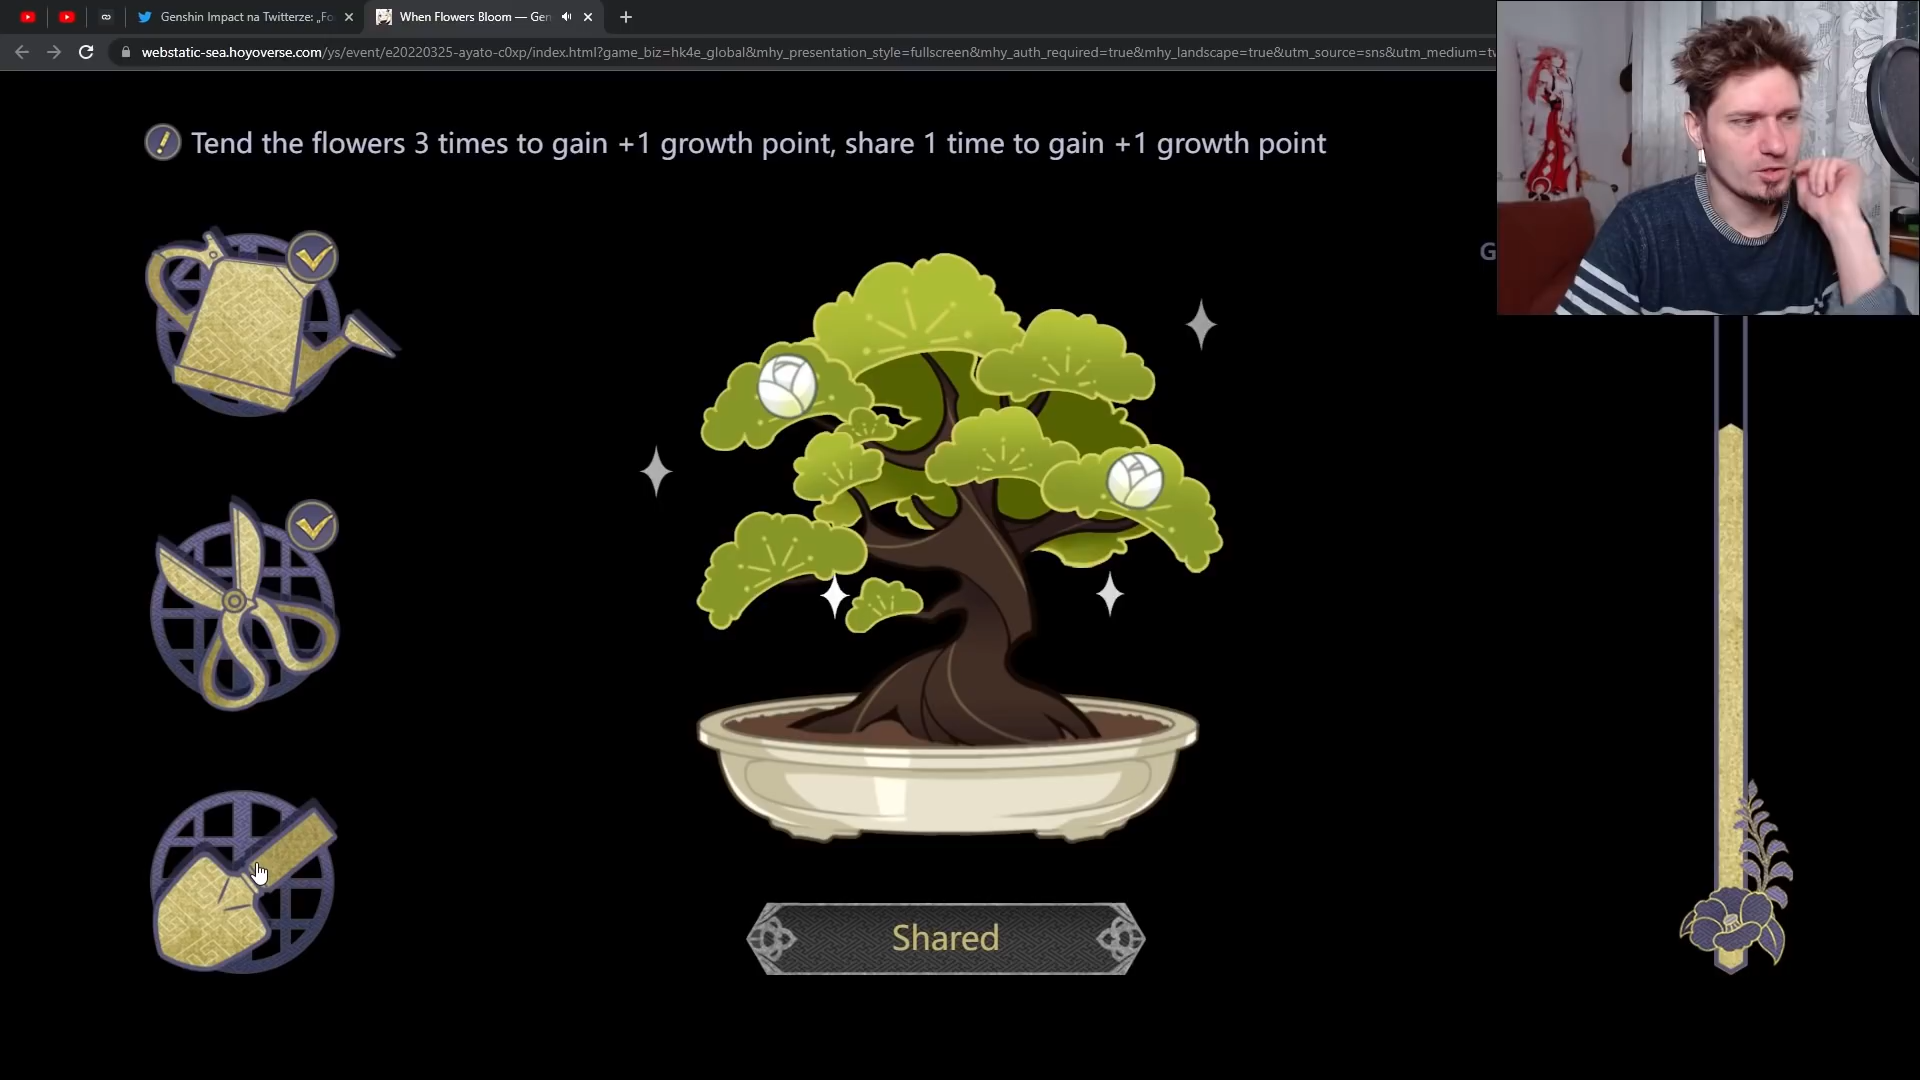 Genshin Impact na Twitterze: „Fo
When Flowers Bloom — Gen
webstatic-sea.hoyoverse.com/ys/event/e20220325-ayato-c0xp/index.html?game_biz=hk4e_global&mhy_presentation_style=fullscreen&mhy_auth_required=true&mhy_landscape=true&utm_source=sns&utm_medium=tw
Tend the flowers 3 times to gain +1 growth point, share 1 time to gain +1 growth point
G
Shared